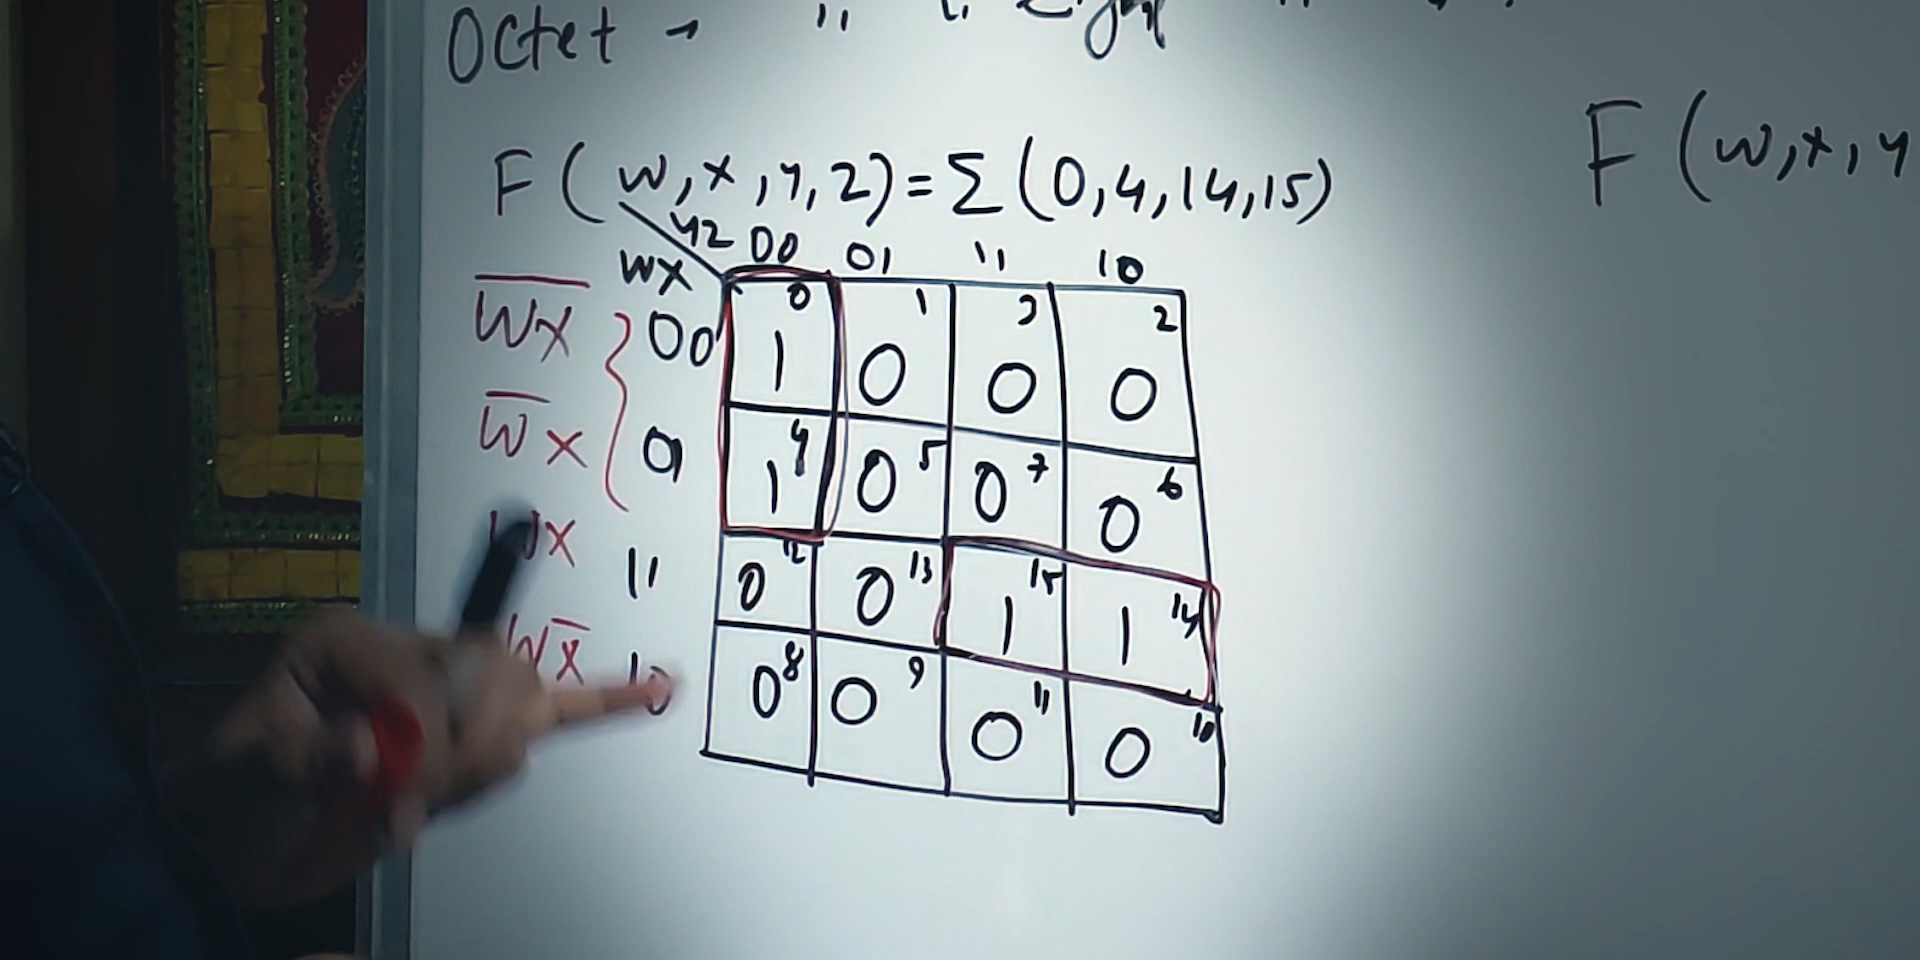 Octet →
F(w,x,y,z)=Σ(0,4,14,15)
F(w,x,y
yz 00 01 11 10
wx
W̅X̅ 00 1 0 0 1 0 3 0 2
W̅X 01 1 4 0 5 0 7 0 6
WX 11 0 12 0 13 1 15 1 14
WX̅ 10 0 8 0 9 0 11 0 10